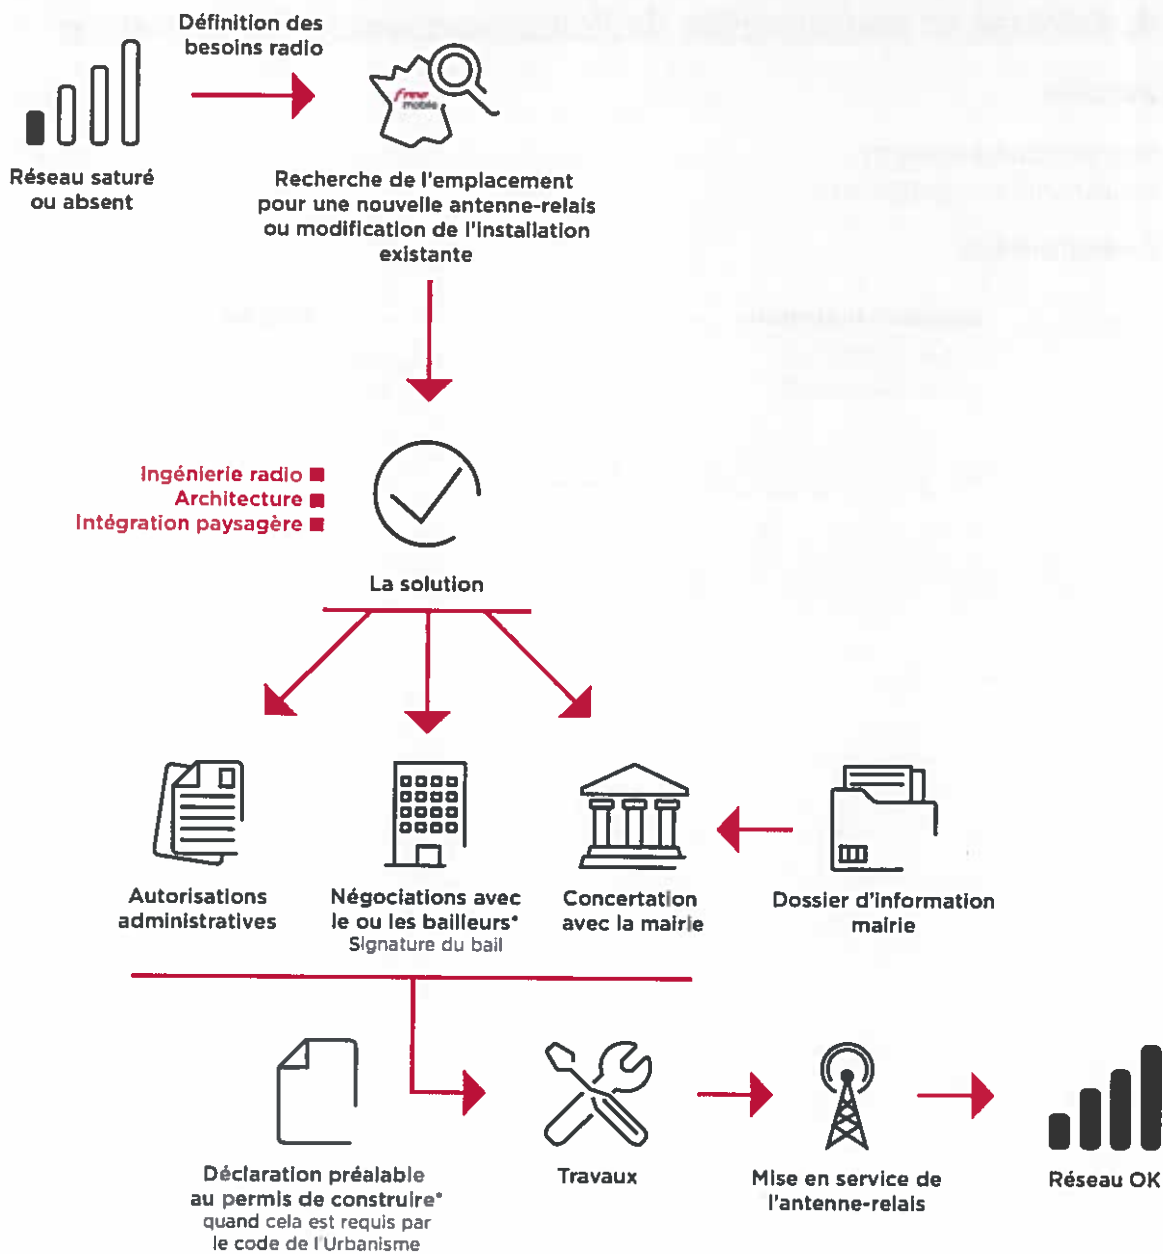 Définition des
besoins radio
Réseau saturé
ou absent
free
mobile
Recherche de l'emplacement
pour une nouvelle antenne-relais
ou modification de l'installation
existante
Ingénierie radio
Architecture
Intégration paysagère
La solution
Autorisations
administratives
Négociations avec
le ou les bailleurs*
Signature du bail
Concertation
avec la mairie
Dossier d'information
mairie
Déclaration préalable
au permis de construire*
quand cela est requis par
le code de l'Urbanisme
Travaux
Mise en service de
l'antenne-relais
Réseau OK